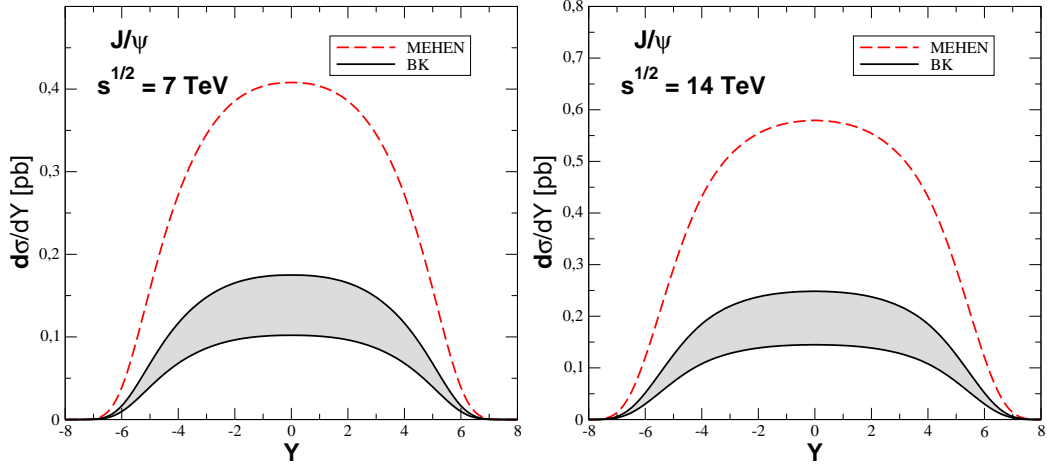 J/ψ
s^1/2 = 7 TeV
MEHEN
BK
dσ/dY [pb]
0,4
0,3
0,2
0,1
0
-8 -6 -4 -2 0 2 4 6 8
Y
J/ψ
s^1/2 = 14 TeV
MEHEN
BK
dσ/dY [pb]
0,8
0,7
0,6
0,5
0,4
0,3
0,2
0,1
0
-8 -6 -4 -2 0 2 4 6 8
Y